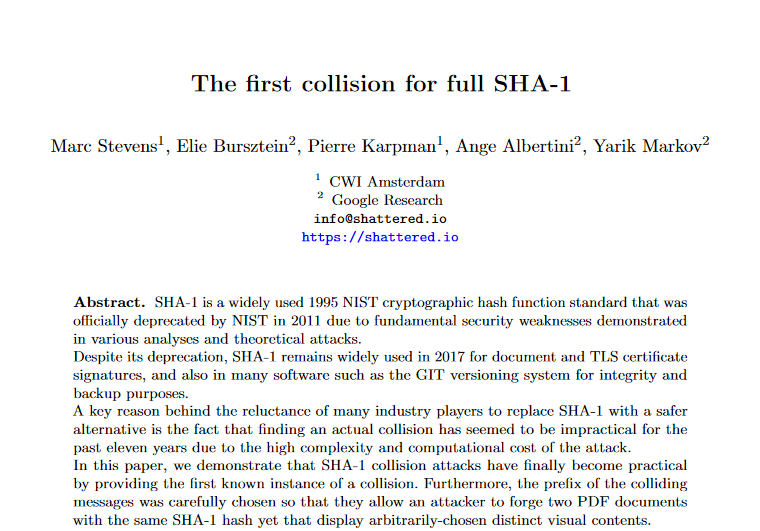 The first collision for full SHA-1
Marc Stevens1, Elie Bursztein2, Pierre Karpman1, Ange Albertini2, Yarik Markov2
1 CWI Amsterdam
2 Google Research
info@shattered.io
https://shattered.io
Abstract. SHA-1 is a widely used 1995 NIST cryptographic hash function standard that was
officially deprecated by NIST in 2011 due to fundamental security weaknesses demonstrated
in various analyses and theoretical attacks.
Despite its deprecation, SHA-1 remains widely used in 2017 for document and TLS certificate
signatures, and also in many software such as the GIT versioning system for integrity and
backup purposes.
A key reason behind the reluctance of many industry players to replace SHA-1 with a safer
alternative is the fact that finding an actual collision has seemed to be impractical for the
past eleven years due to the high complexity and computational cost of the attack.
In this paper, we demonstrate that SHA-1 collision attacks have finally become practical
by providing the first known instance of a collision. Furthermore, the prefix of the colliding
messages was carefully chosen so that they allow an attacker to forge two PDF documents
with the same SHA-1 hash yet that display arbitrarily-chosen distinct visual contents.